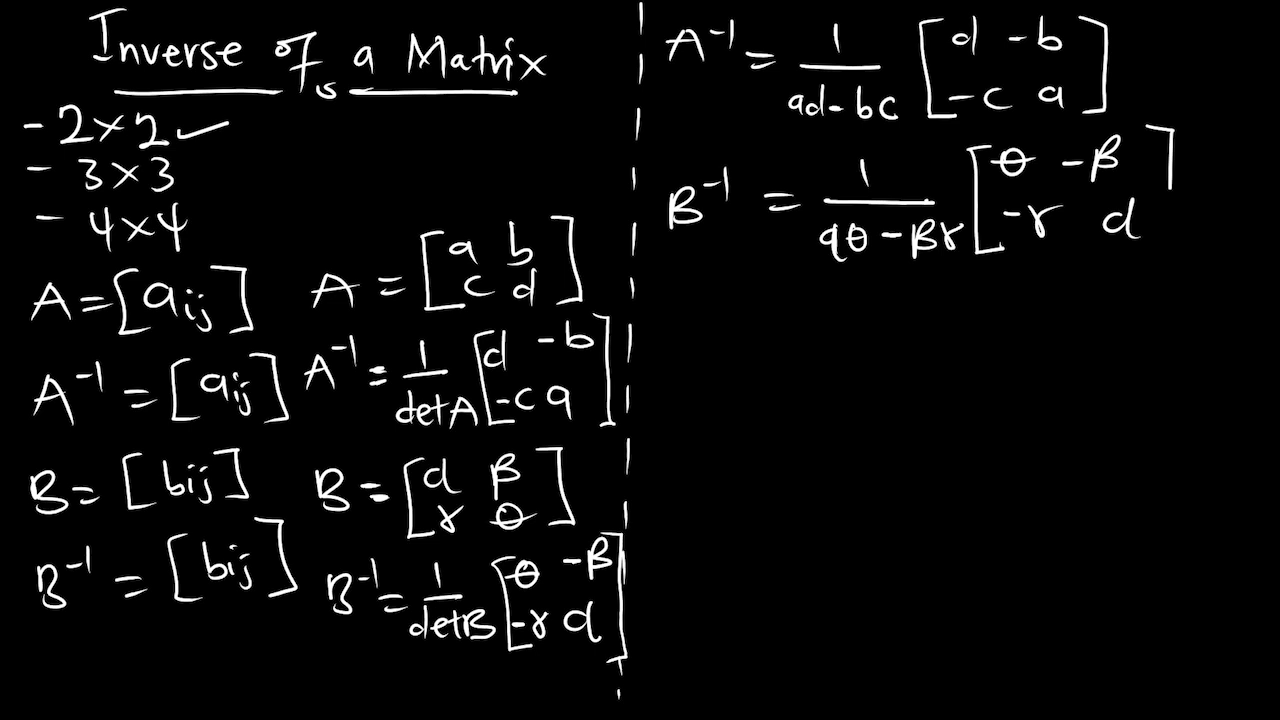 Inverse of a Matrix
- 2×2 ✓
- 3×3
- 4×4
A = [aij]
A = [a b
c d]
A⁻¹ = [aij]
A⁻¹ = 1/detA [d -b
-c a]
B = [bij]
B = [d β
γ θ]
B⁻¹ = [bij]
B⁻¹ = 1/detB [θ -β
-γ d]
A⁻¹ = 1/ad-bc [d -b
-c a]
B⁻¹ = 1/aθ-βγ [θ -β
-γ d]